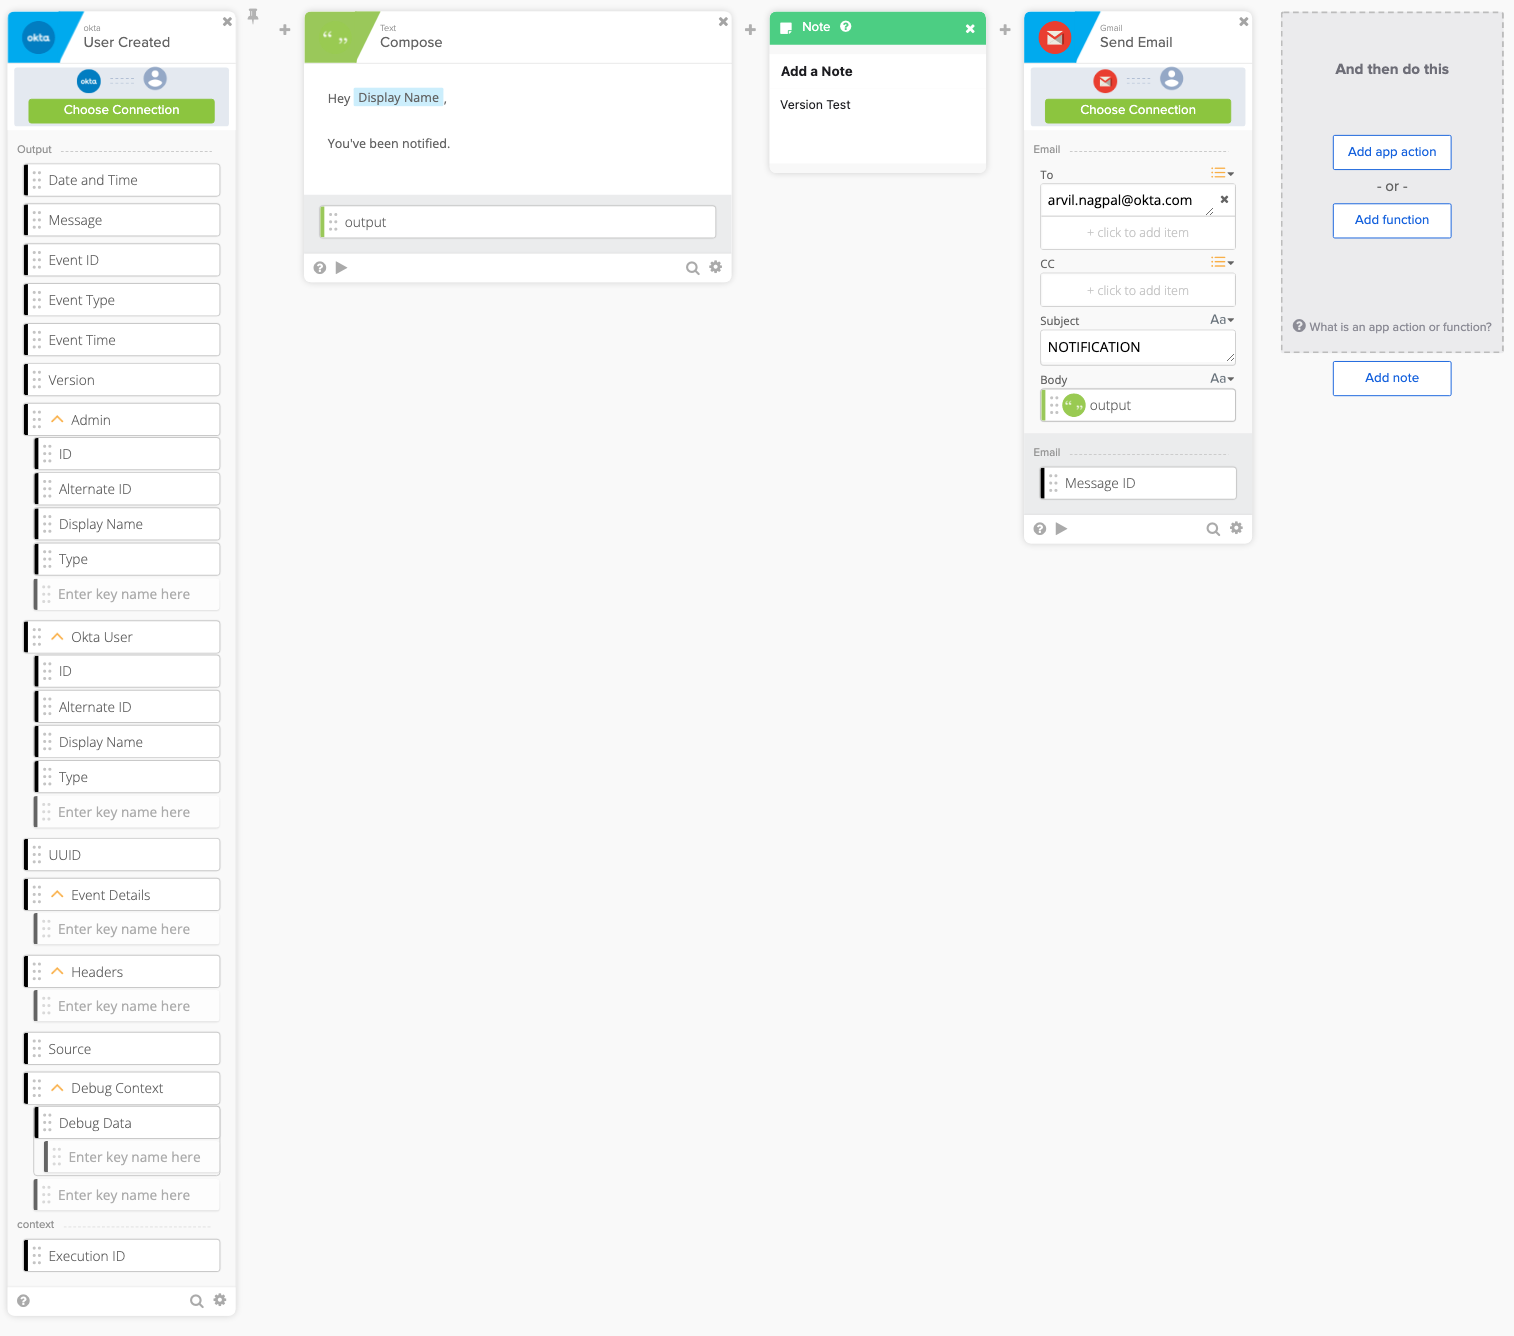 okta
okta
User Created
okta
Choose Connection
Output
Date and Time
Message
Event ID
Event Type
Event Time
Version
Admin
ID
Alternate ID
Display Name
Type
Enter key name here
Okta User
ID
Alternate ID
Display Name
Type
Enter key name here
UUID
Event Details
Enter key name here
Headers
Enter key name here
Source
Debug Context
Debug Data
Enter key name here
Enter key name here
context
Execution ID
Text
Compose
Hey Display Name,
You've been notified.
output
Note
Add a Note
Version Test
Gmail
Send Email
Choose Connection
Email
To
arvil.nagpal@okta.com
+ click to add item
CC
+ click to add item
Subject Aa
NOTIFICATION
Body Aa
output
Email
Message ID
And then do this
Add app action
- or -
Add function
What is an app action or function?
Add note